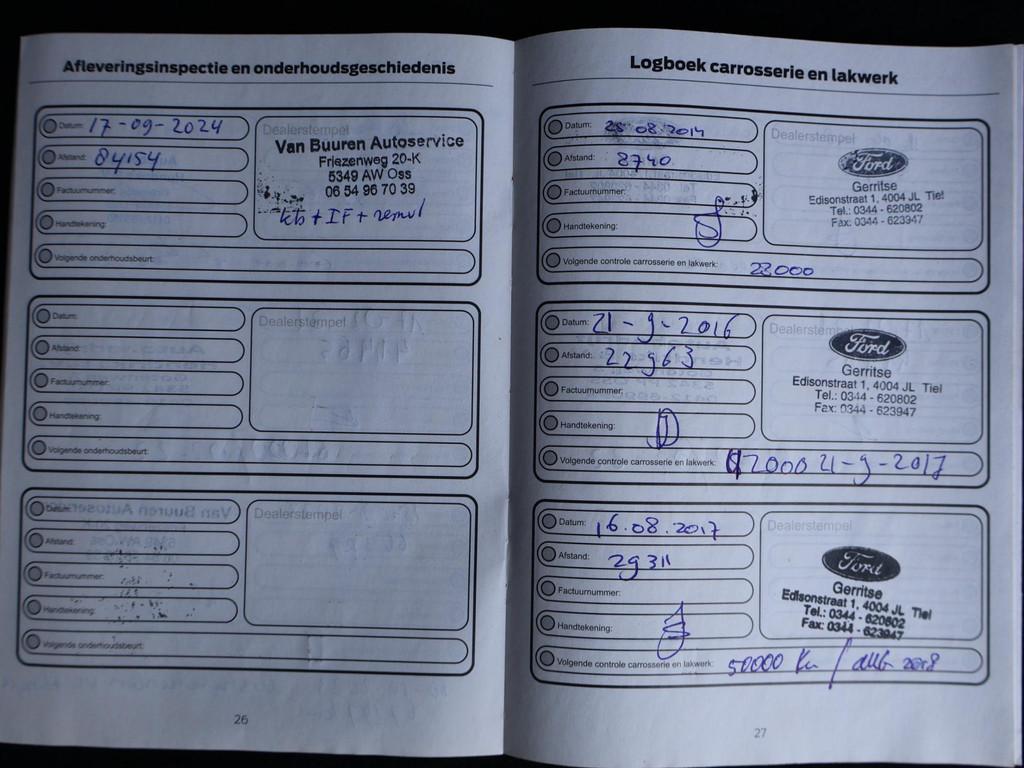 Afleveringsinspectie en onderhoudsgeschiedenis
Datum: 17-09-2024
Afstand: 84154
Factuurnummer:
Handtekening:
Volgende onderhoudsbeurt:
Dealerstempel
Van Buuren Autoservice
Friezenweg 20-K
5349 AW Oss
06 54 96 70 39
Datum:
Afstand:
Factuurnummer:
Handtekening:
Volgende onderhoudsbeurt:
Dealerstempel
Datum:
Afstand:
Factuurnummer:
Handtekening:
Volgende onderhoudsbeurt:
Dealerstempel
26
Logboek carrosserie en lakwerk
Datum: 25 08.2014
Afstand: 8740
Factuurnummer:
Handtekening:
Volgende controle carrosserie en lakwerk: 23000
Dealerstempel
Ford
Gerritse
Edisonstraat 1, 4004 JL Tiel
Tel.: 0344 - 620802
Fax: 0344 - 623947
Datum: 21-9-2016
Afstand: 22963
Factuurnummer:
Handtekening:
Volgende controle carrosserie en lakwerk: 42000 21-9-2017
Dealerstempel
Ford
Gerritse
Edisonstraat 1, 4004 JL Tiel
Tel.: 0344 - 620802
Fax: 0344 - 623947
Datum: 16.08.2017
Afstand: 29311
Factuurnummer:
Handtekening:
Volgende controle carrosserie en lakwerk: 50000 km / aug 2018
Dealerstempel
Ford
Gerritse
Edisonstraat 1, 4004 JL Tiel
Tel.: 0344 - 620802
Fax: 0344 - 623947
27